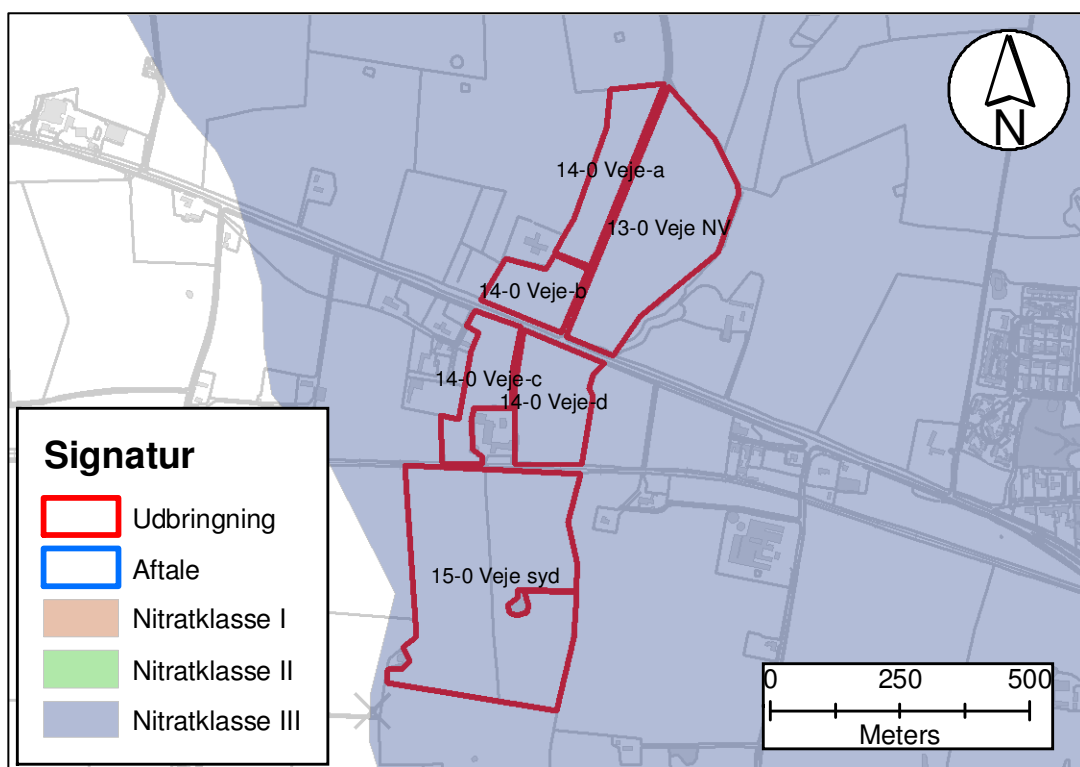 N
14-0 Veje-a
13-0 Veje NV
14-0 Veje-b
14-0 Veje-c
14-0 Veje-d
15-0 Veje syd
Signatur
Udbringning
Aftale
Nitratklasse I
Nitratklasse II
Nitratklasse III
0 250 500
Meters